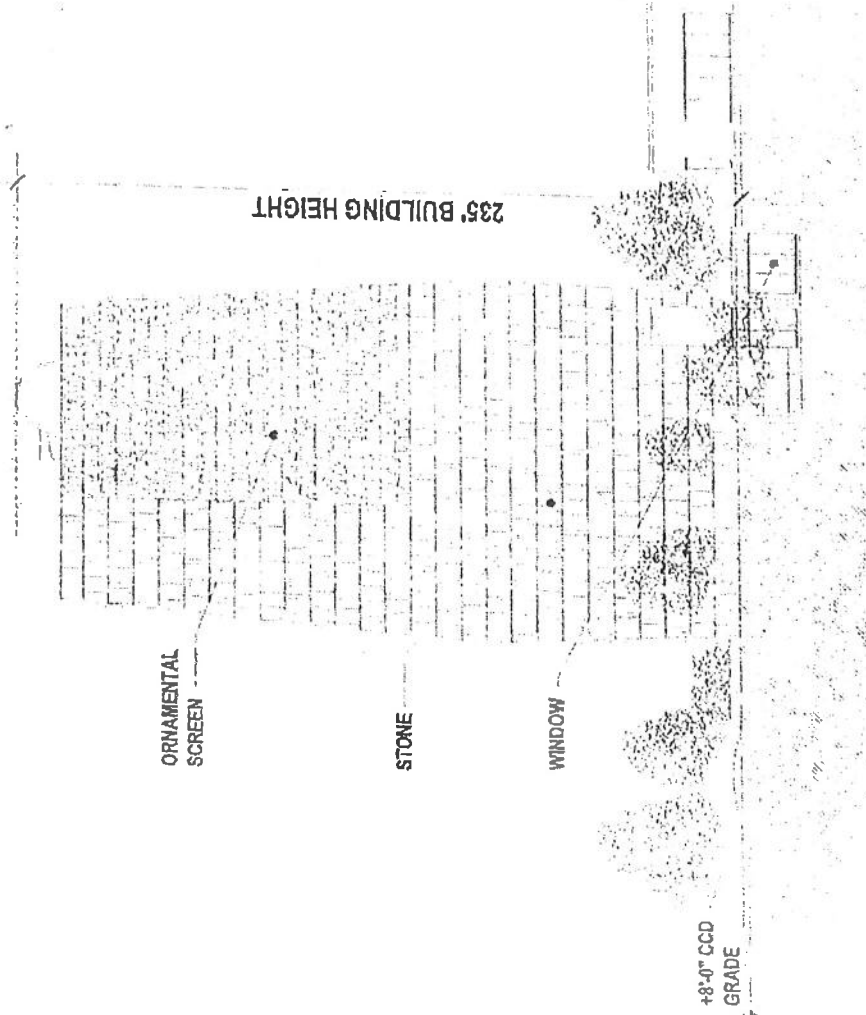 235' BUILDING HEIGHT
ORNAMENTAL
SCREEN
STONE
WINDOW
+8'-0" CCD
GRADE